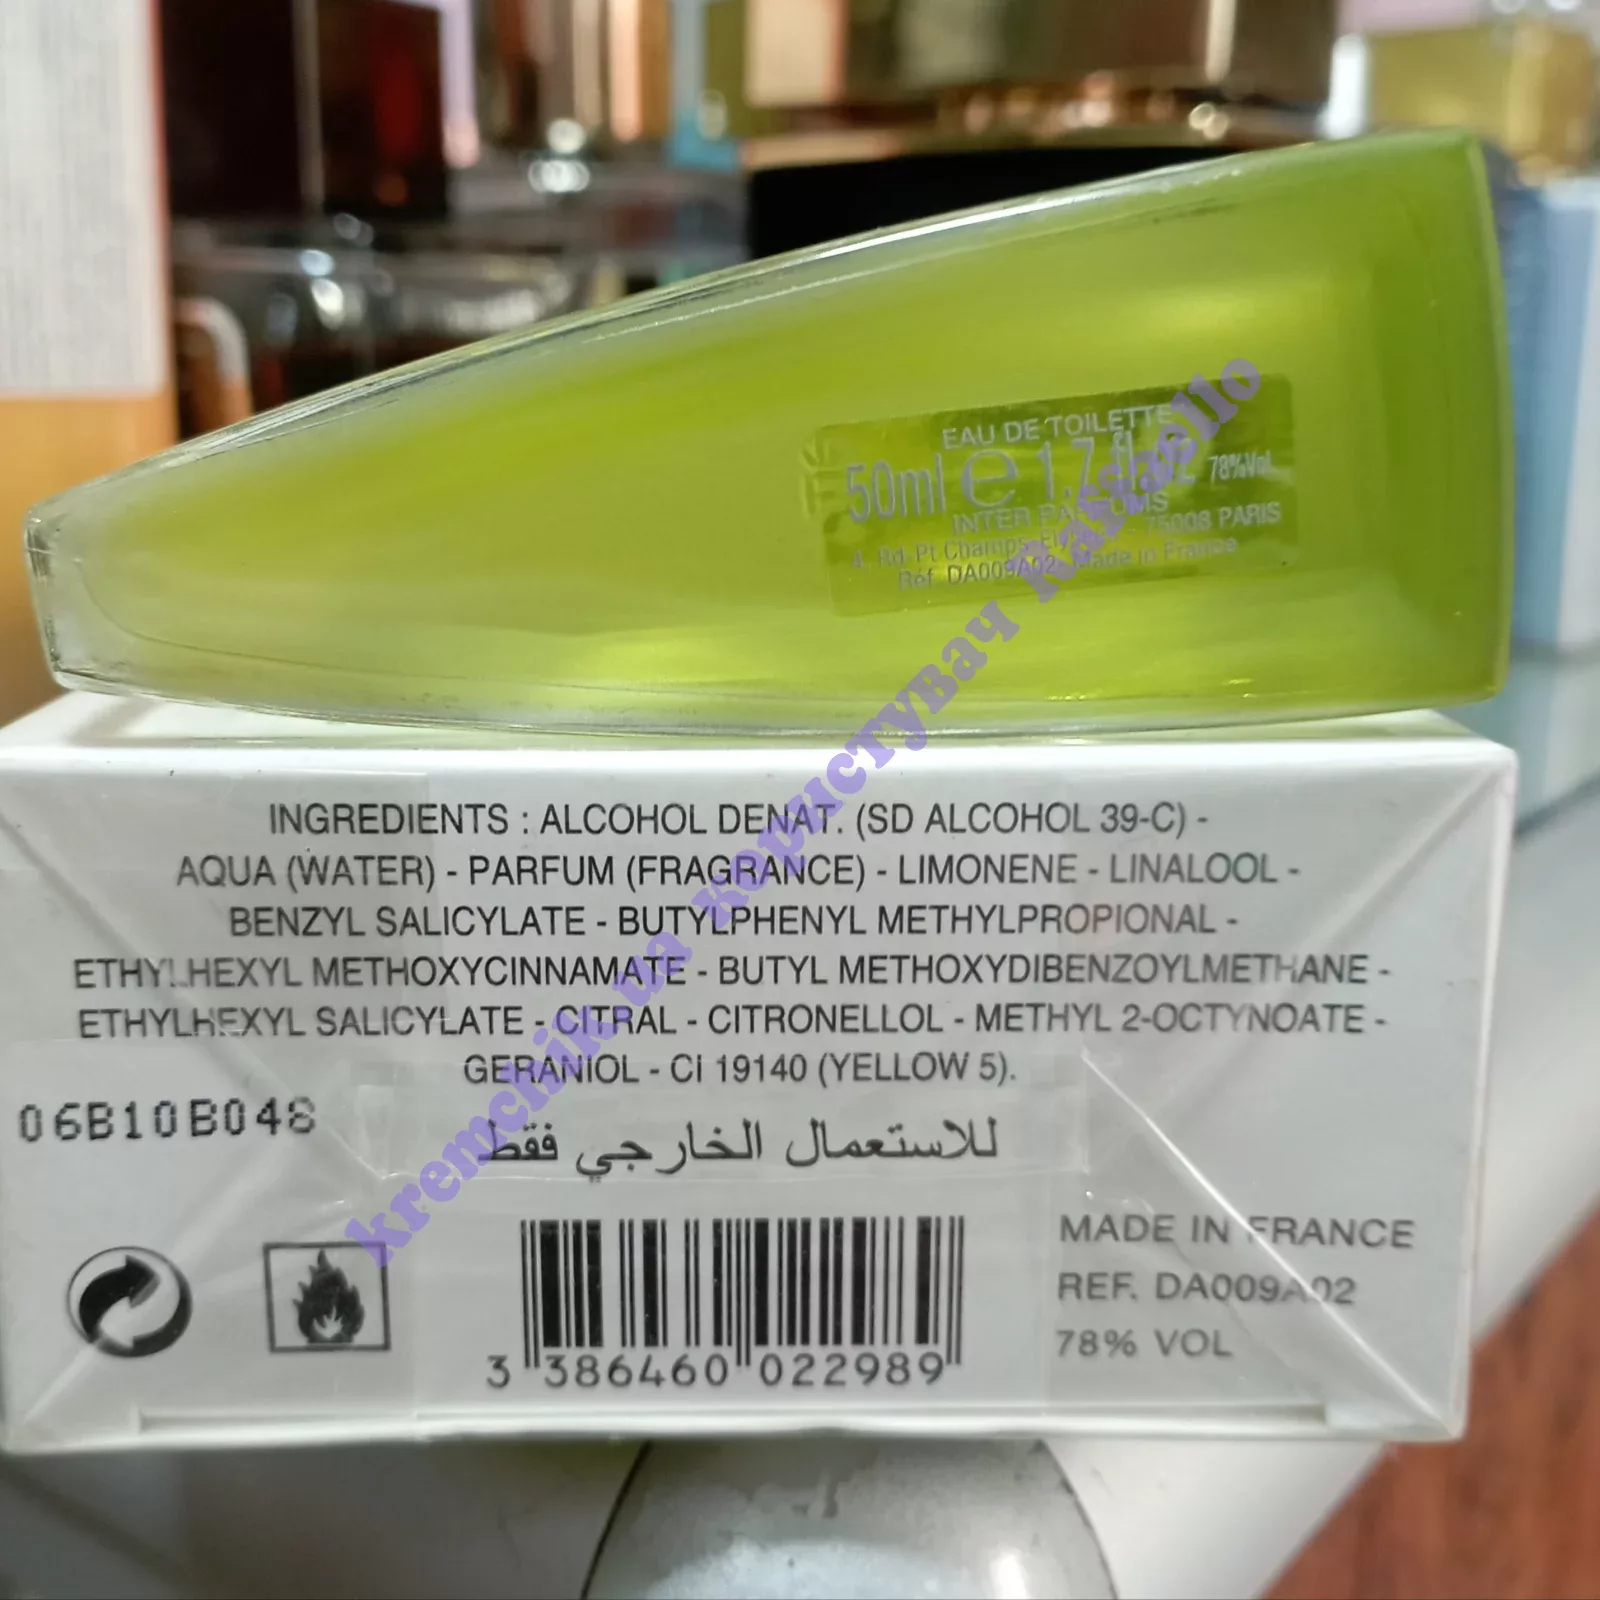 EAU DE TOILETTE
50ml e 1,7 fl.oz 78%Vol.
INTER PARFUMS
4, Rd-Pt Champs-Elysées - 75008 PARIS
Réf. DA009A02 - Made in France
INGREDIENTS : ALCOHOL DENAT. (SD ALCOHOL 39-C) -
AQUA (WATER) - PARFUM (FRAGRANCE) - LIMONENE - LINALOOL -
BENZYL SALICYLATE - BUTYLPHENYL METHYLPROPIONAL -
ETHYLHEXYL METHOXYCINNAMATE - BUTYL METHOXYDIBENZOYLMETHANE -
ETHYLHEXYL SALICYLATE - CITRAL - CITRONELLOL - METHYL 2-OCTYNOATE -
GERANIOL - CI 19140 (YELLOW 5).
06B10B048
للاستعمال الخارجي فقط
3 386460 022989
MADE IN FRANCE
REF. DA009A02
78% VOL
kremchik.ua користувач Raffaello